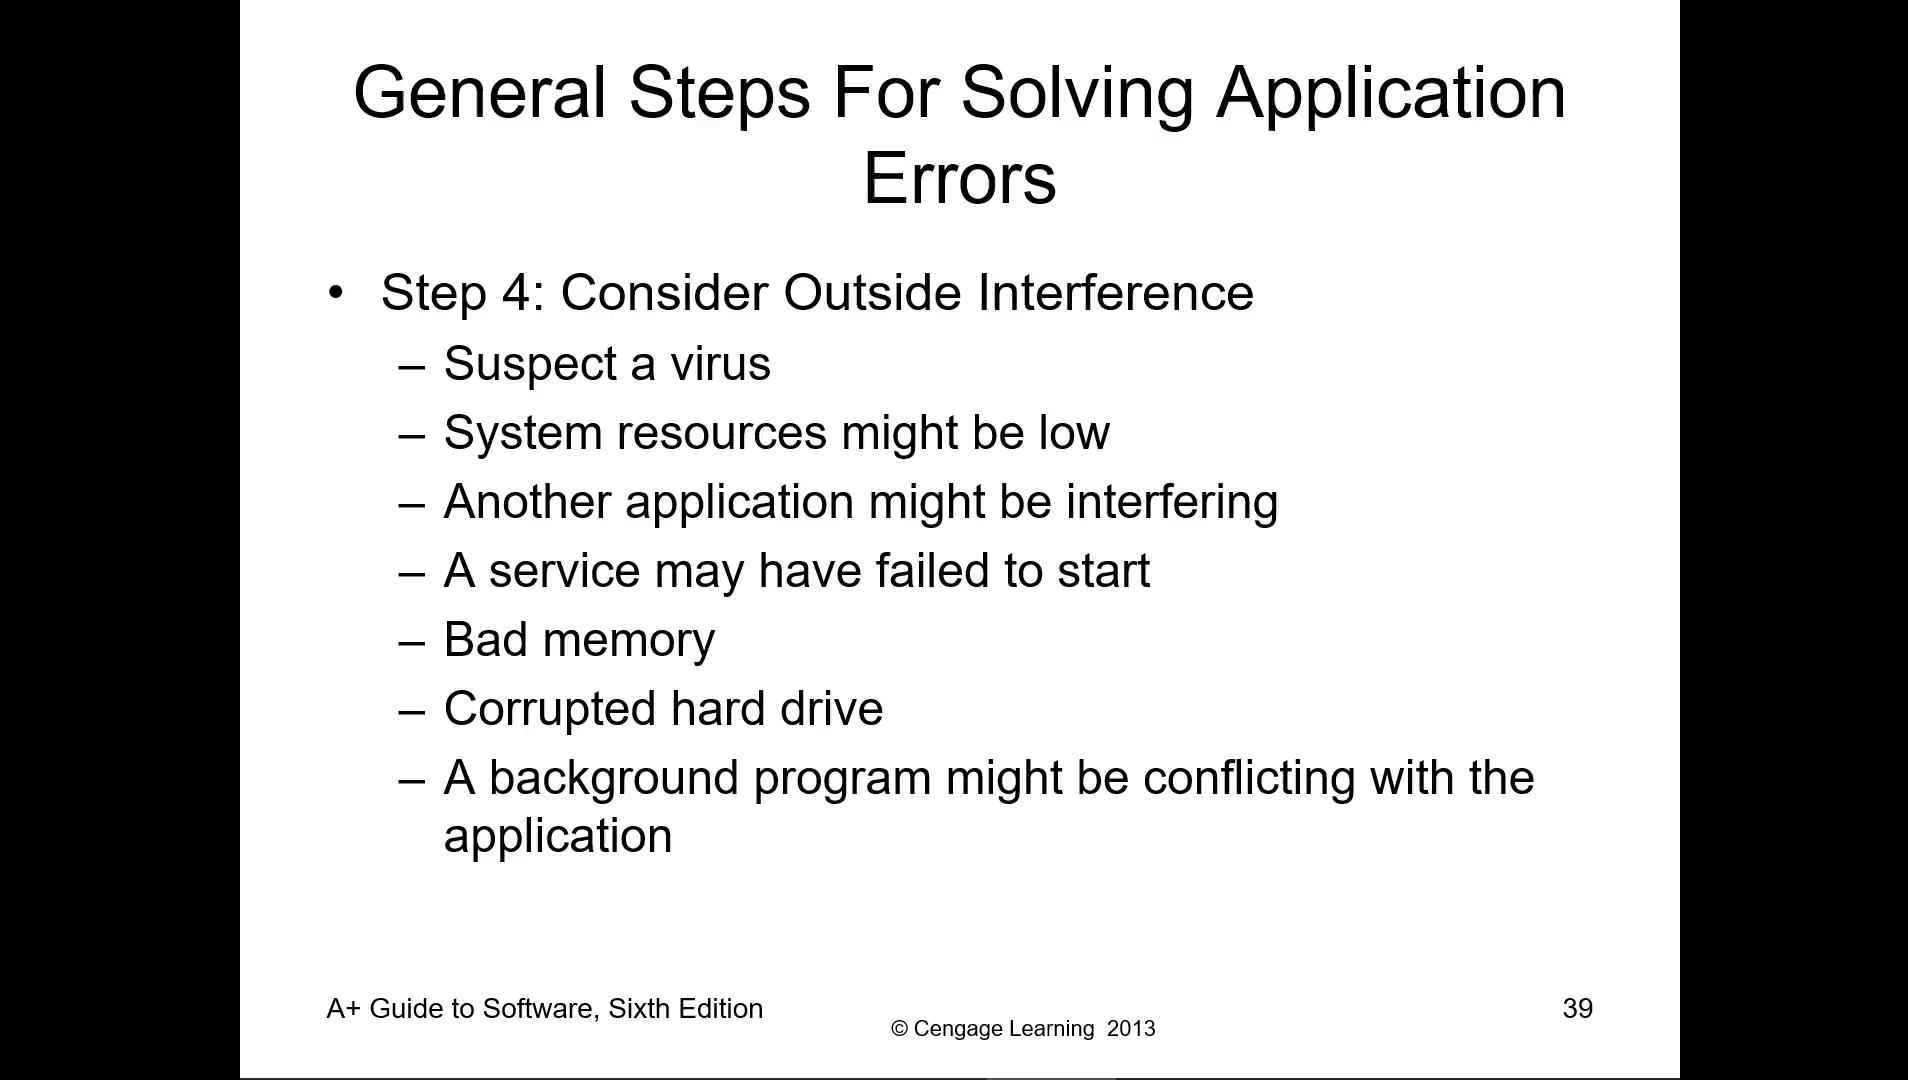 General Steps For Solving Application
Errors
• Step 4: Consider Outside Interference
– Suspect a virus
– System resources might be low
– Another application might be interfering
– A service may have failed to start
– Bad memory
– Corrupted hard drive
– A background program might be conflicting with the
application
A+ Guide to Software, Sixth Edition
© Cengage Learning 2013
39